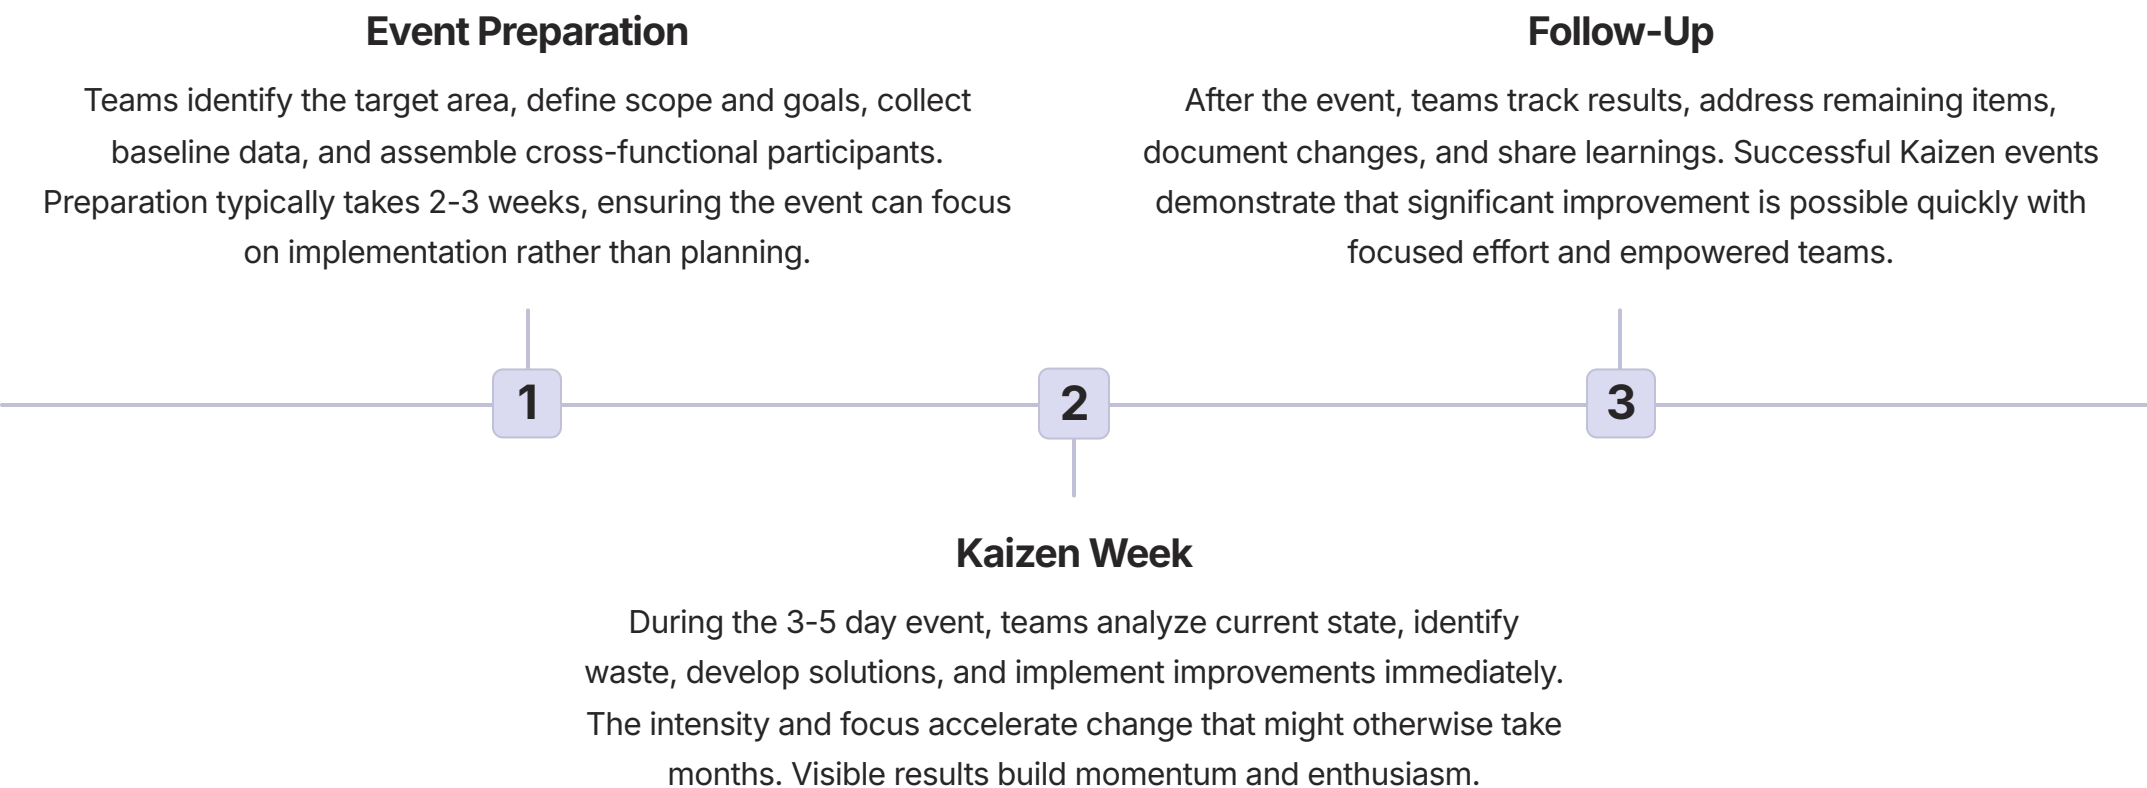 Event Preparation
Teams identify the target area, define scope and goals, collect
baseline data, and assemble cross-functional participants.
Preparation typically takes 2-3 weeks, ensuring the event can focus
on implementation rather than planning.
Follow-Up
After the event, teams track results, address remaining items,
document changes, and share learnings. Successful Kaizen events
demonstrate that significant improvement is possible quickly with
focused effort and empowered teams.
1
2
3
Kaizen Week
During the 3-5 day event, teams analyze current state, identify
waste, develop solutions, and implement improvements immediately.
The intensity and focus accelerate change that might otherwise take
months. Visible results build momentum and enthusiasm.